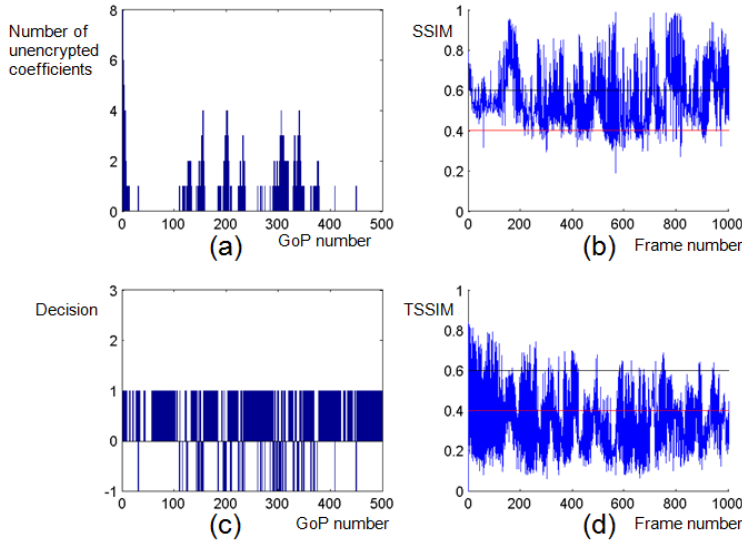 Number of
unencrypted
coefficients
8
6
4
2
0
0 100 200 300 400 500
GoP number
(a)
SSIM
1
0.8
0.6
0.4
0.2
0
0 200 400 600 800 1000
Frame number
(b)
Decision
3
2
1
0
-1
0 100 200 300 400 500
GoP number
(c)
TSSIM
1
0.8
0.6
0.4
0.2
0
0 200 400 600 800 1000
Frame number
(d)